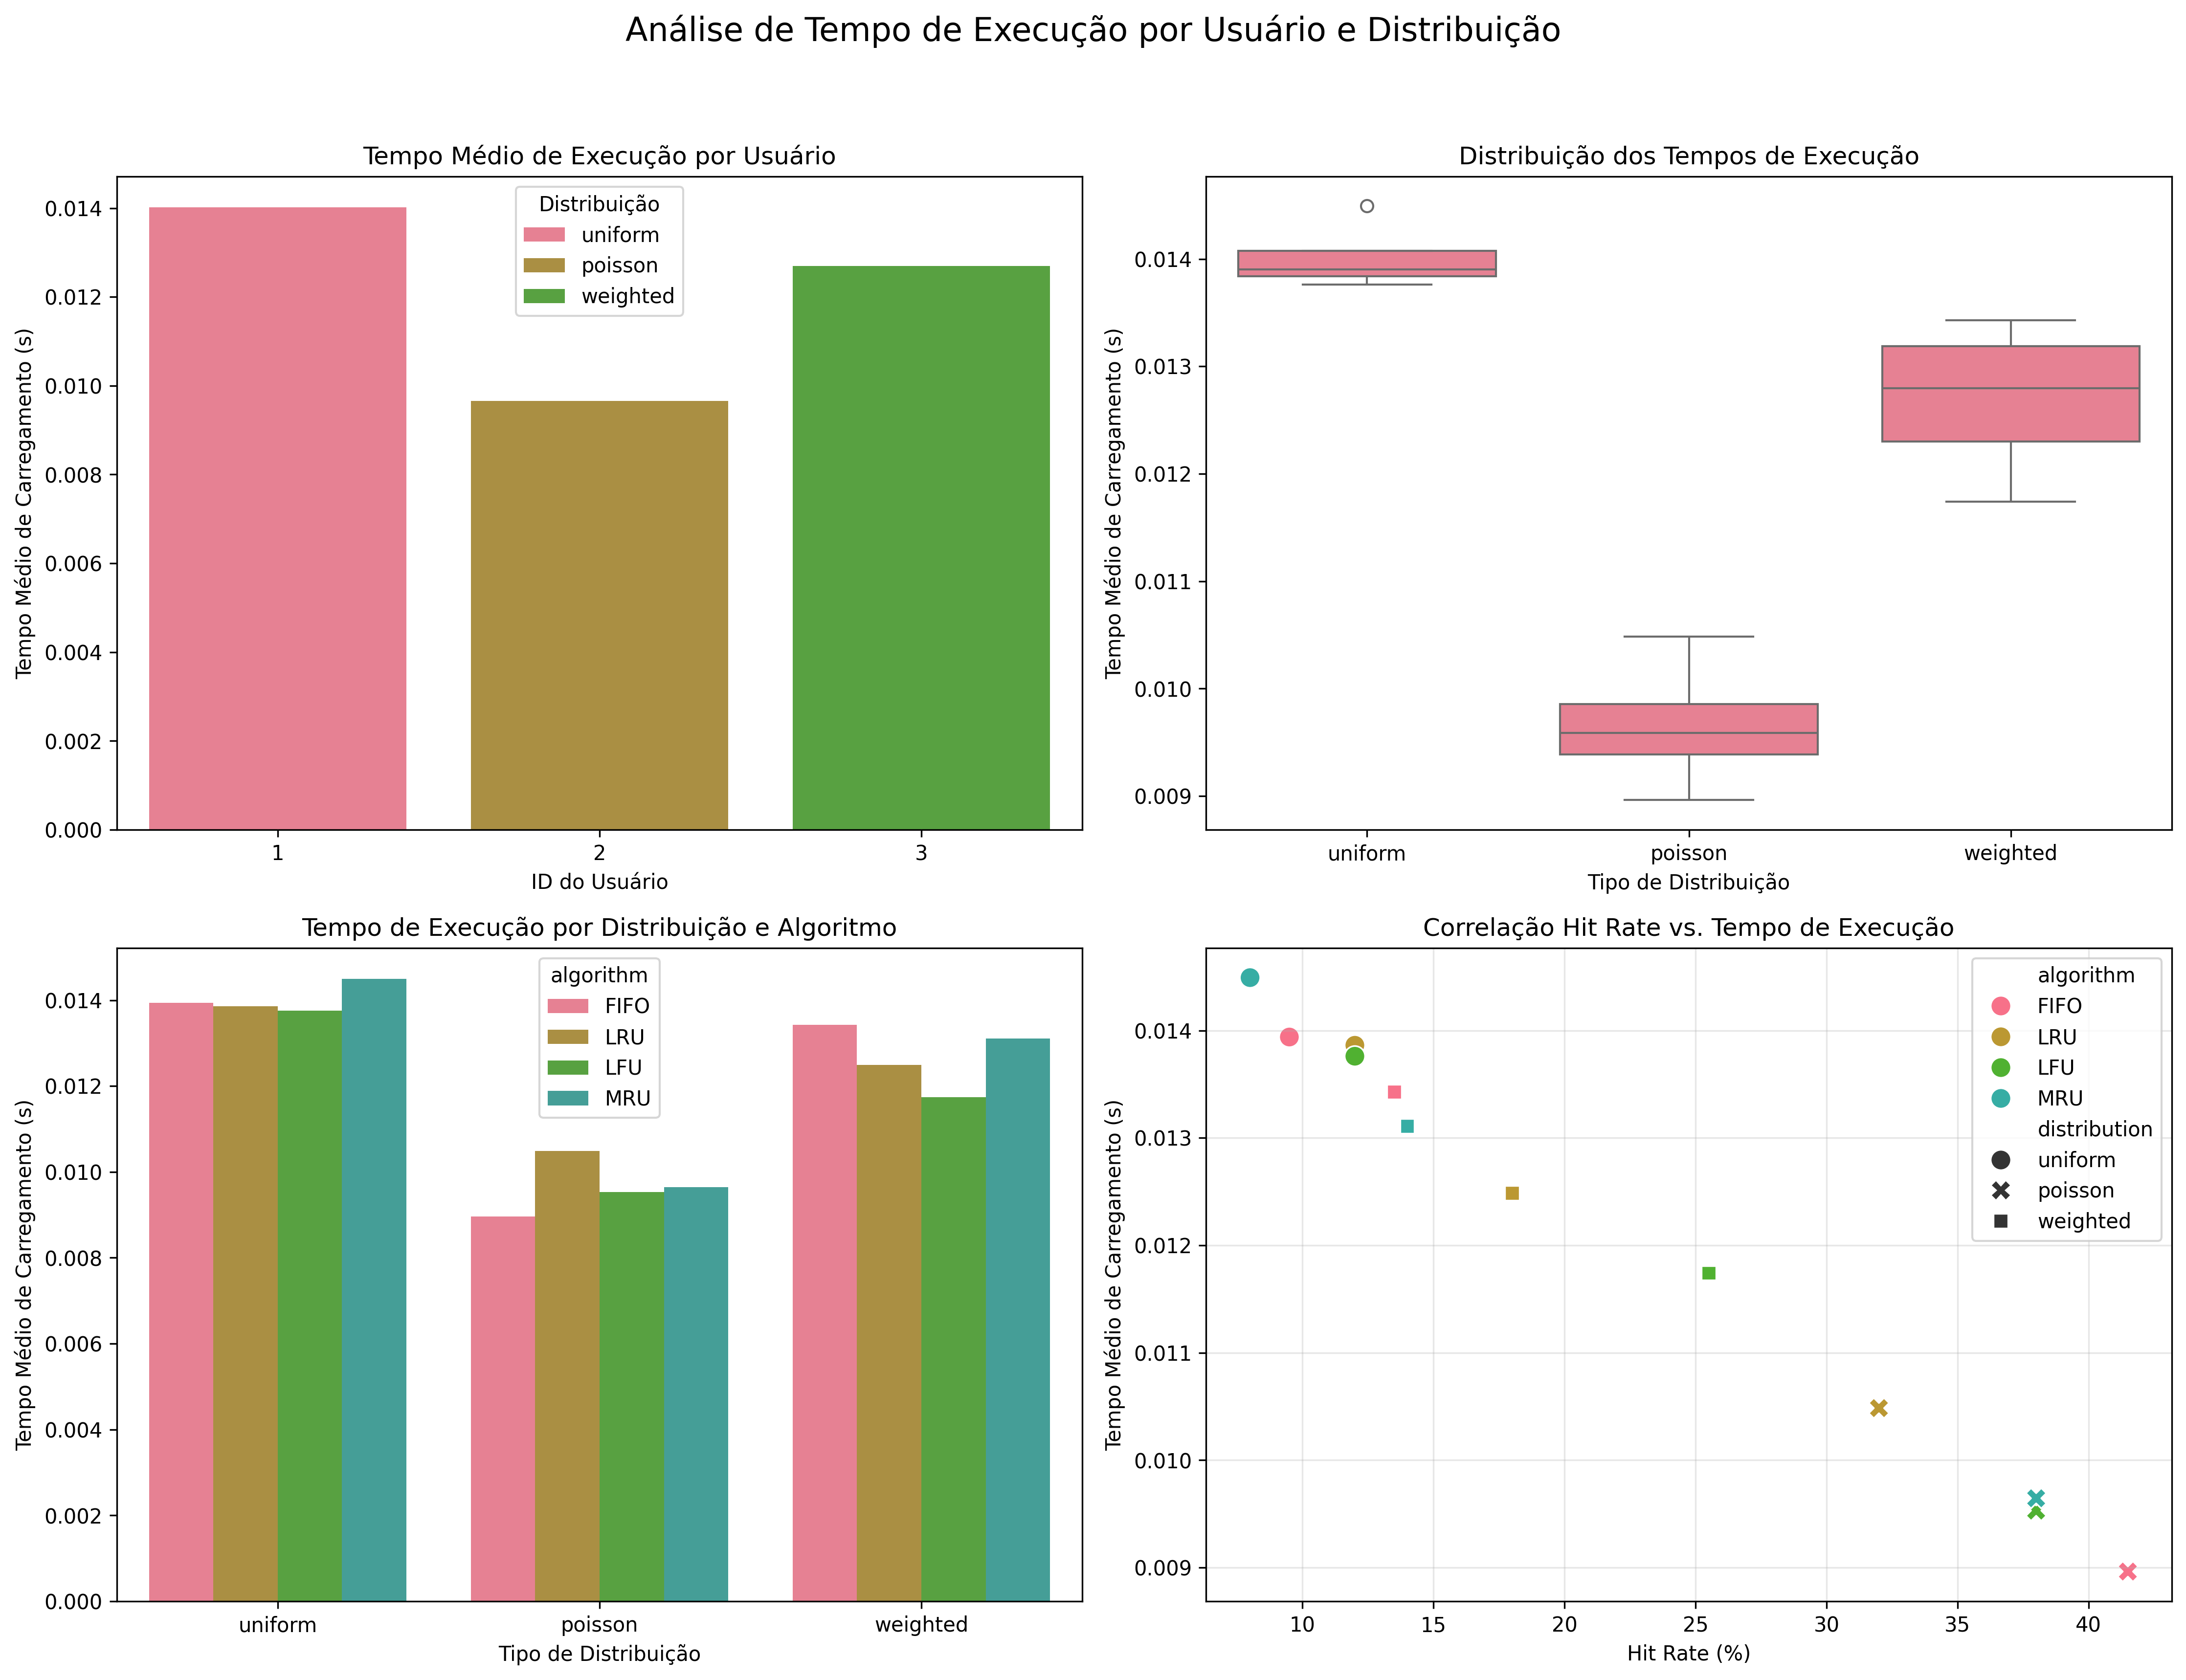 Análise de Tempo de Execução por Usuário e Distribuição
Tempo Médio de Execução por Usuário
Tempo Médio de Carregamento (s)
0.014
0.012
0.010
0.008
0.006
0.004
0.002
0.000
Distribuição
uniform
poisson
weighted
1 2 3
ID do Usuário
Distribuição dos Tempos de Execução
Tempo Médio de Carregamento (s)
0.014
0.013
0.012
0.011
0.010
0.009
uniform poisson weighted
Tipo de Distribuição
Tempo de Execução por Distribuição e Algoritmo
Tempo Médio de Carregamento (s)
0.014
0.012
0.010
0.008
0.006
0.004
0.002
0.000
algorithm
FIFO
LRU
LFU
MRU
uniform poisson weighted
Tipo de Distribuição
Correlação Hit Rate vs. Tempo de Execução
Tempo Médio de Carregamento (s)
0.014
0.013
0.012
0.011
0.010
0.009
algorithm
FIFO
LRU
LFU
MRU
distribution
uniform
poisson
weighted
10 15 20 25 30 35 40
Hit Rate (%)